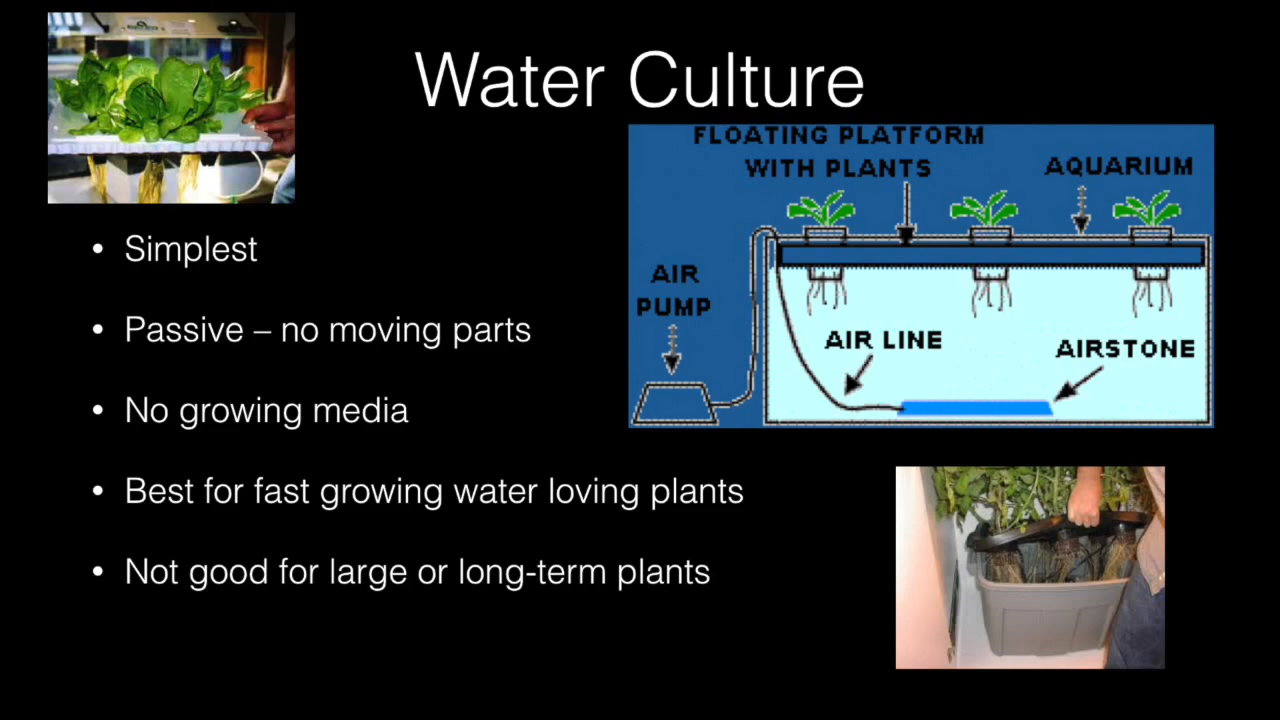 Water Culture
FLOATING PLATFORM
WITH PLANTS
AQUARIUM
AIR
PUMP
AIR LINE
AIRSTONE
• Simplest
• Passive – no moving parts
• No growing media
• Best for fast growing water loving plants
• Not good for large or long-term plants